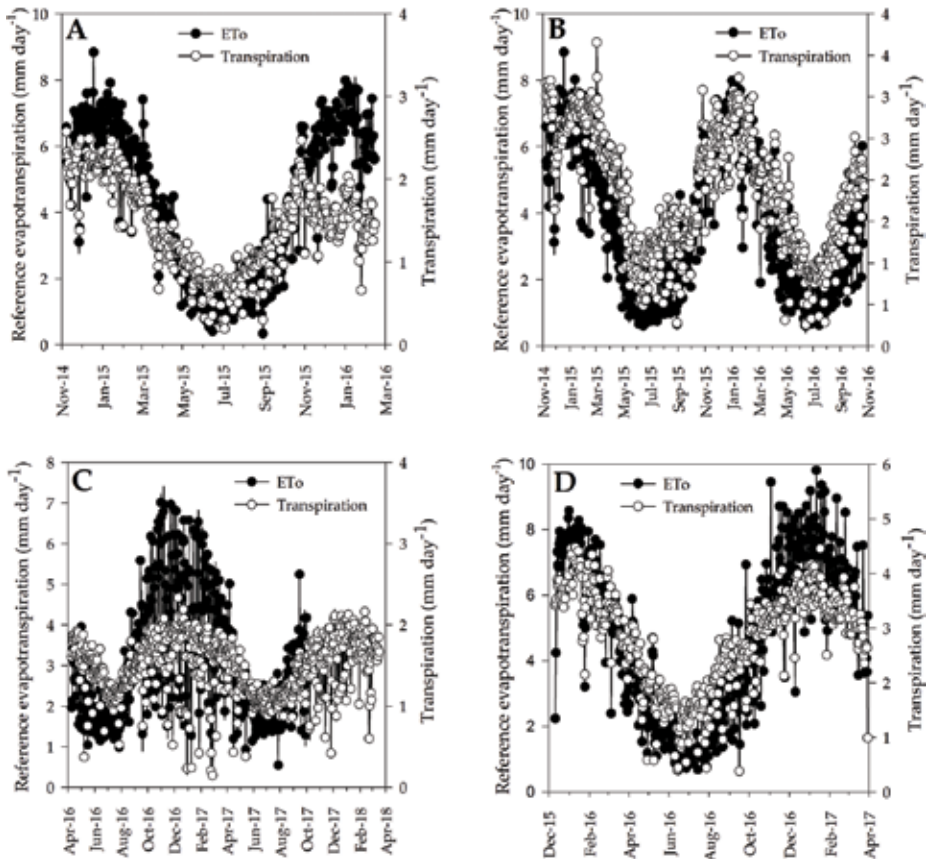 A
ETo
Transpiration
Reference evapotranspiration (mm day⁻¹)
10
8
6
4
2
0
Transpiration (mm day⁻¹)
4
3
2
1
0
Nov-14
Jan-15
Mar-15
May-15
Jul-15
Sep-15
Nov-15
Jan-16
Mar-16
B
ETo
Transpiration
Reference evapotranspiration (mm day⁻¹)
10
8
6
4
2
0
Transpiration (mm day⁻¹)
4
4
3
3
2
2
1
1
0
Nov-14
Jan-15
Mar-15
May-15
Jul-15
Sep-15
Nov-15
Jan-16
Mar-16
May-16
Jul-16
Sep-16
Nov-16
C
ETo
Transpiration
Reference evapotranspiration (mm day⁻¹)
8
7
6
5
4
3
2
1
0
Transpiration (mm day⁻¹)
4
3
2
1
0
Apr-16
Jun-16
Aug-16
Oct-16
Dec-16
Feb-17
Apr-17
Jun-17
Aug-17
Oct-17
Dec-17
Feb-18
Apr-18
D
ETo
Transpiration
Reference evapotranspiration (mm day⁻¹)
10
8
6
4
2
0
Transpiration (mm day⁻¹)
6
5
4
3
2
1
0
Dec-15
Feb-16
Apr-16
Jun-16
Aug-16
Oct-16
Dec-16
Feb-17
Apr-17